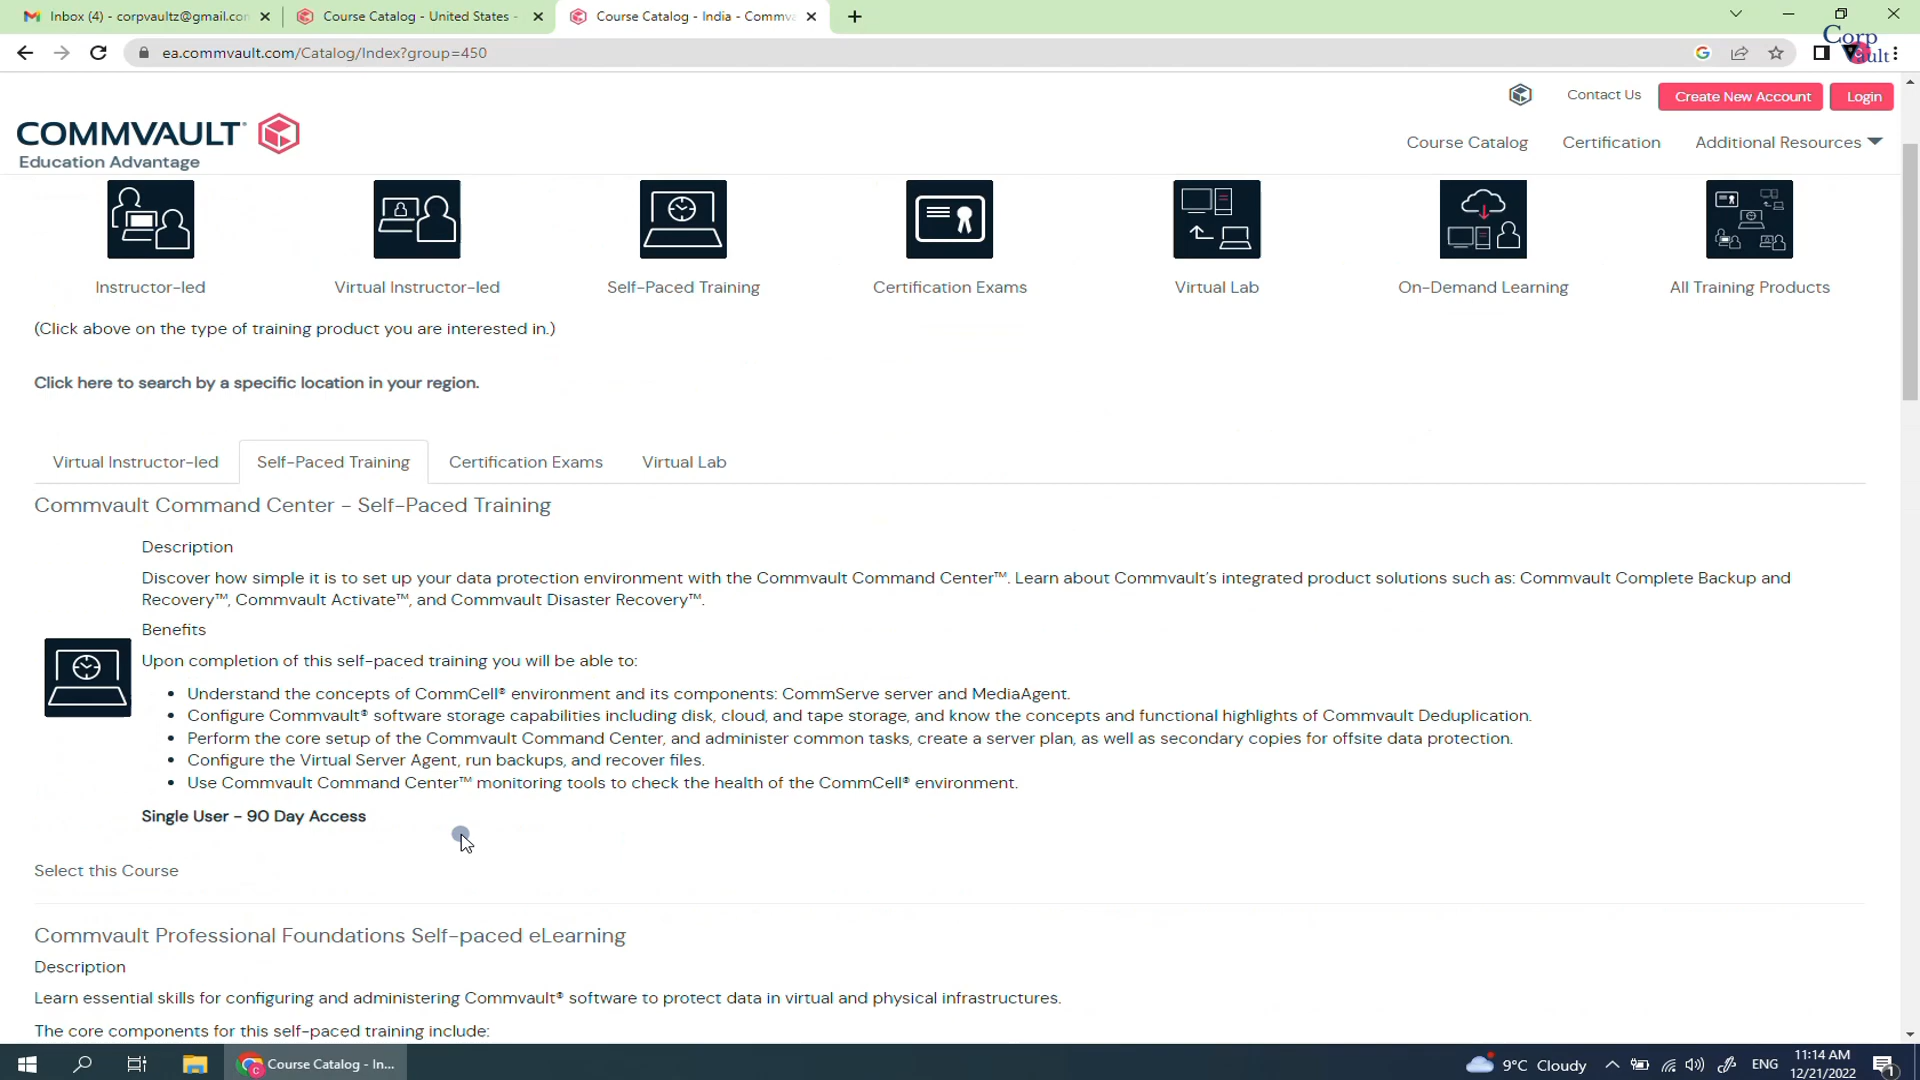 Inbox (4) - corpvaultz@gmail.co
Course Catalog - United States -
Course Catalog - India - Commv
Corp
Vault
ea.commvault.com/Catalog/Index?group=450
Contact Us
Create New Account
Login
COMMVAULT
Education Advantage
Course Catalog
Certification
Additional Resources
Instructor-led
Virtual Instructor-led
Self-Paced Training
Certification Exams
Virtual Lab
On-Demand Learning
All Training Products
(Click above on the type of training product you are interested in.)
Click here to search by a specific location in your region.
Virtual Instructor-led
Self-Paced Training
Certification Exams
Virtual Lab
Commvault Command Center - Self-Paced Training
Description
Discover how simple it is to set up your data protection environment with the Commvault Command Center™. Learn about Commvault's integrated product solutions such as: Commvault Complete Backup and
Recovery™, Commvault Activate™, and Commvault Disaster Recovery™.
Benefits
Upon completion of this self-paced training you will be able to:
• Understand the concepts of CommCell® environment and its components: CommServe server and MediaAgent.
• Configure Commvault® software storage capabilities including disk, cloud, and tape storage, and know the concepts and functional highlights of Commvault Deduplication.
• Perform the core setup of the Commvault Command Center, and administer common tasks, create a server plan, as well as secondary copies for offsite data protection.
• Configure the Virtual Server Agent, run backups, and recover files.
• Use Commvault Command Center™ monitoring tools to check the health of the CommCell® environment.
Single User - 90 Day Access
Select this Course
Commvault Professional Foundations Self-paced eLearning
Description
Learn essential skills for configuring and administering Commvault® software to protect data in virtual and physical infrastructures.
The core components for this self-paced training include:
Course Catalog - In...
9°C Cloudy
ENG
11:14 AM
12/21/2022
1